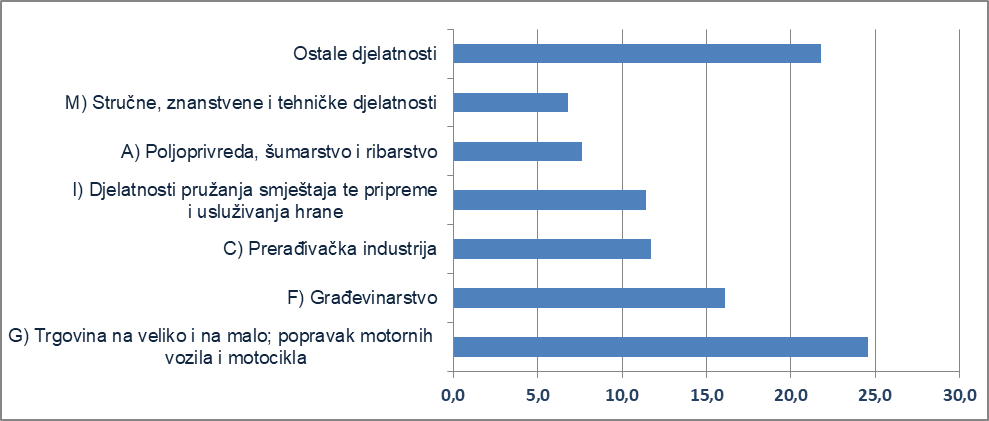 Ostale djelatnosti
M) Stručne, znanstvene i tehničke djelatnosti
A) Poljoprivreda, šumarstvo i ribarstvo
I) Djelatnosti pružanja smještaja te pripreme
i usluživanja hrane
C) Prerađivačka industrija
F) Građevinarstvo
G) Trgovina na veliko i na malo; popravak motornih
vozila i motocikla
0,0 5,0 10,0 15,0 20,0 25,0 30,0